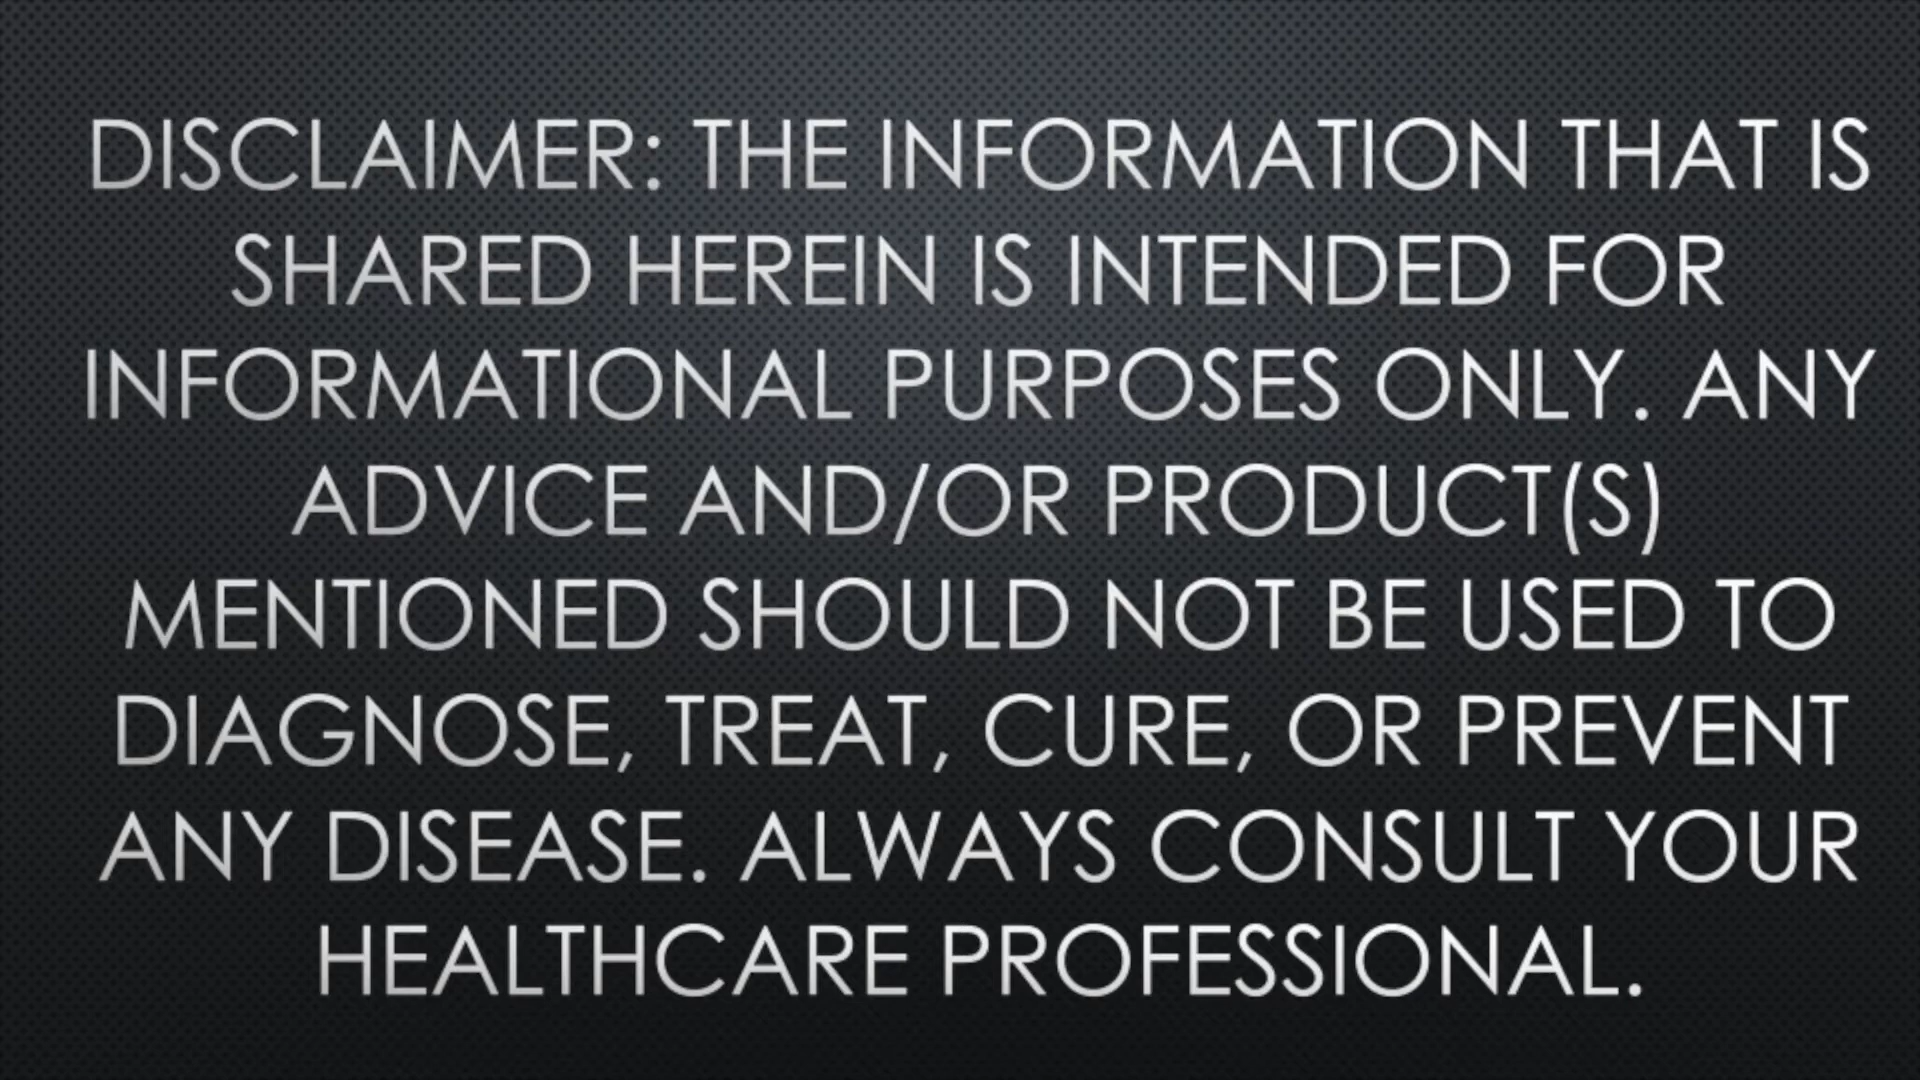 DISCLAIMER: THE INFORMATION THAT IS
SHARED HEREIN IS INTENDED FOR
INFORMATIONAL PURPOSES ONLY. ANY
ADVICE AND/OR PRODUCT(S)
MENTIONED SHOULD NOT BE USED TO
DIAGNOSE, TREAT, CURE, OR PREVENT
ANY DISEASE. ALWAYS CONSULT YOUR
HEALTHCARE PROFESSIONAL.